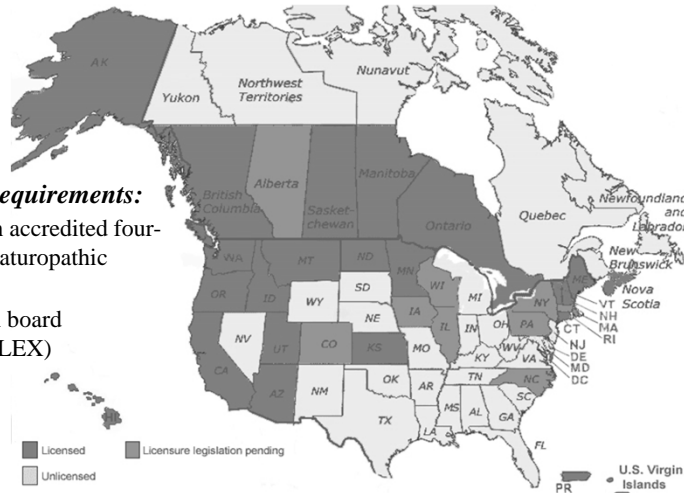 equirements:
n accredited four-
aturopathic
n board
LEX)
AK
Yukon
Northwest
Territories
Nunavut
British
Columbia
Alberta
Sasket-
chewan
Manitoba
Ontario
Quebec
Newfoundland
and
Labrador
New
Brunswick
Nova
Scotia
WA
MT
ND
MN
OR
ID
WY
SD
WI
MI
NY
ME
VT
NH
MA
RI
CT
NJ
DE
MD
DC
NV
UT
CO
NE
KS
IA
IL
IN
OH
PA
WV
VA
KY
MO
CA
AZ
NM
OK
AR
TN
NC
SC
TX
LA
MS
AL
GA
FL
HI
PR
U.S. Virgin
Islands
Licensed
Licensure legislation pending
Unlicensed